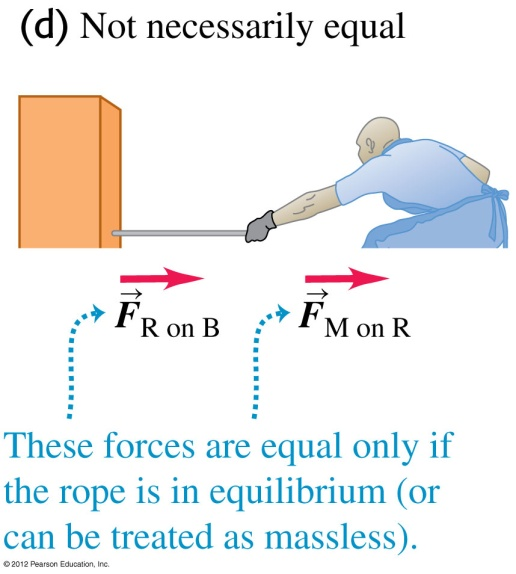 (d) Not necessarily equal
F⃗ R on B
F⃗ M on R
These forces are equal only if
the rope is in equilibrium (or
can be treated as massless).
© 2012 Pearson Education, Inc.